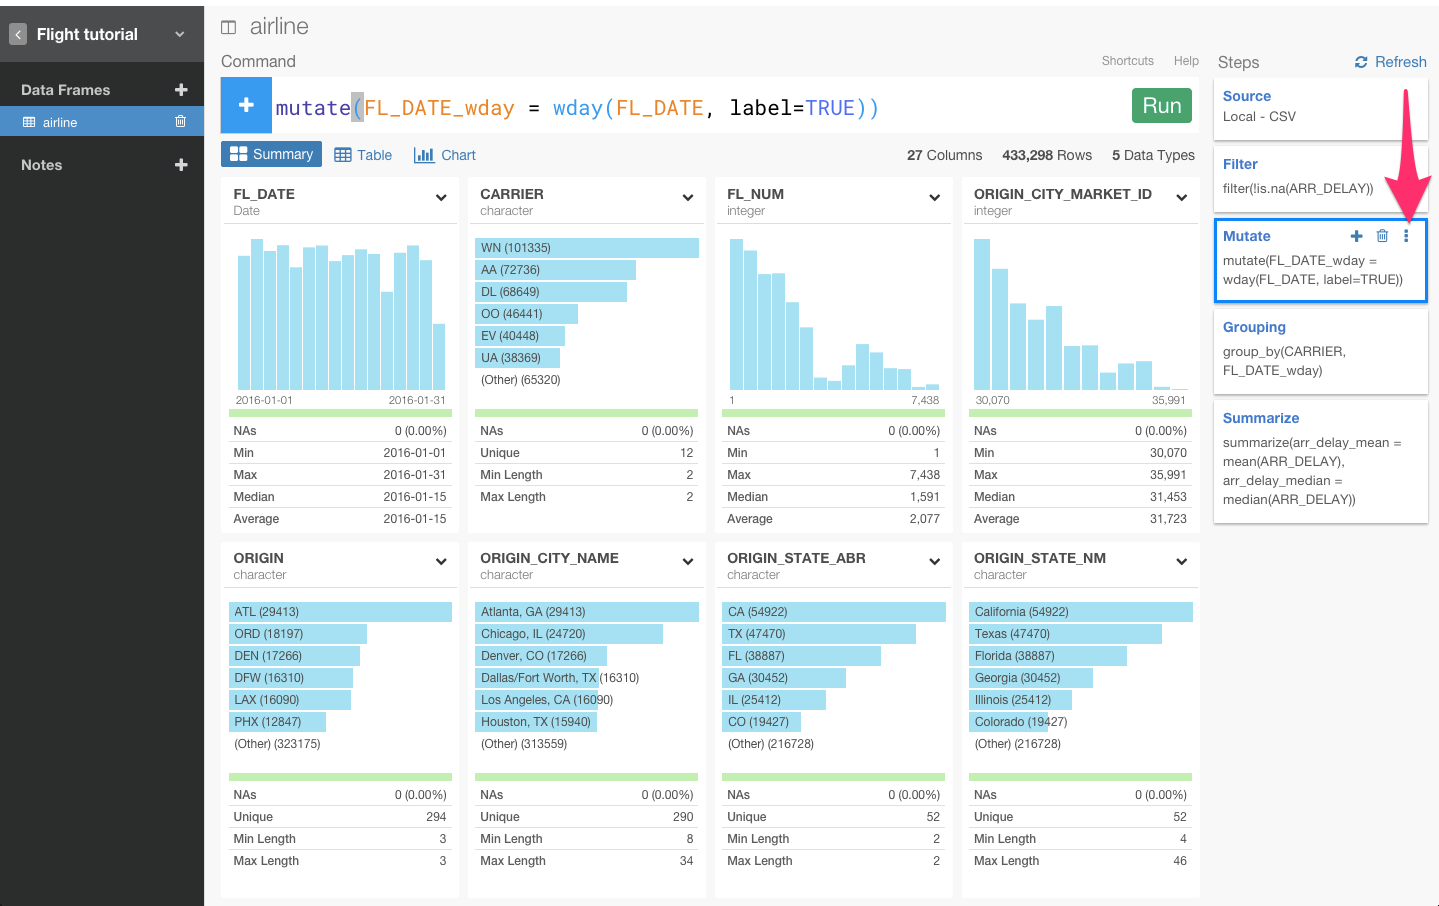 Flight tutorial
Data Frames
airline
Notes
airline
Command
Shortcuts Help
mutate(FL_DATE_wday = wday(FL_DATE, label=TRUE))
Run
Summary Table Chart
27 Columns 433,298 Rows 5 Data Types
FL_DATE
Date
2016-01-01 2016-01-31
NAs 0 (0.00%)
Min 2016-01-01
Max 2016-01-31
Median 2016-01-15
Average 2016-01-15
CARRIER
character
WN (101335)
AA (72736)
DL (68649)
OO (46441)
EV (40448)
UA (38369)
(Other) (65320)
NAs 0 (0.00%)
Unique 12
Min Length 2
Max Length 2
FL_NUM
integer
1 7,438
NAs 0 (0.00%)
Min 1
Max 7,438
Median 1,591
Average 2,077
ORIGIN_CITY_MARKET_ID
integer
30,070 35,991
NAs 0 (0.00%)
Min 30,070
Max 35,991
Median 31,453
Average 31,723
ORIGIN
character
ATL (29413)
ORD (18197)
DEN (17266)
DFW (16310)
LAX (16090)
PHX (12847)
(Other) (323175)
NAs 0 (0.00%)
Unique 294
Min Length 3
Max Length 3
ORIGIN_CITY_NAME
character
Atlanta, GA (29413)
Chicago, IL (24720)
Denver, CO (17266)
Dallas/Fort Worth, TX (16310)
Los Angeles, CA (16090)
Houston, TX (15940)
(Other) (313559)
NAs 0 (0.00%)
Unique 290
Min Length 8
Max Length 34
ORIGIN_STATE_ABR
character
CA (54922)
TX (47470)
FL (38887)
GA (30452)
IL (25412)
CO (19427)
(Other) (216728)
NAs 0 (0.00%)
Unique 52
Min Length 2
Max Length 2
ORIGIN_STATE_NM
character
California (54922)
Texas (47470)
Florida (38887)
Georgia (30452)
Illinois (25412)
Colorado (19427)
(Other) (216728)
NAs 0 (0.00%)
Unique 52
Min Length 4
Max Length 46
Steps Refresh
Source
Local - CSV
Filter
filter(!is.na(ARR_DELAY))
Mutate
mutate(FL_DATE_wday =
wday(FL_DATE, label=TRUE))
Grouping
group_by(CARRIER,
FL_DATE_wday)
Summarize
summarize(arr_delay_mean =
mean(ARR_DELAY),
arr_delay_median =
median(ARR_DELAY))